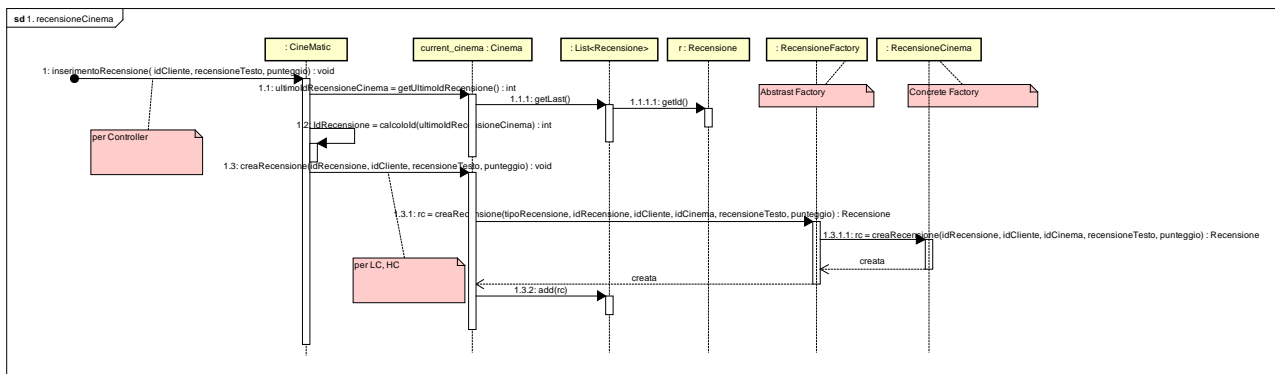 sd 1. recensioneCinema
: CineMatic
current_cinema : Cinema
: List<Recensione>
r : Recensione
: RecensioneFactory
: RecensioneCinema
1: inserimentoRecensione( idCliente, recensioneTesto, punteggio) : void
1.1: ultimoIdRecensioneCinema = getUltimoIdRecensione() : int
Abstrast Factory
Concrete Factory
1.1.1: getLast()
1.1.1.1: getId()
1.2: IdRecensione = calcoloId(ultimoIdRecensioneCinema) : int
per Controller
1.3: creaRecensione(idRecensione, idCliente, recensioneTesto, punteggio) : void
1.3.1: rc = creaRecensione(tipoRecensione, idRecensione, idCliente, idCinema, recensioneTesto, punteggio) : Recensione
1.3.1.1: rc = creaRecensione(idRecensione, idCliente, idCinema, recensioneTesto, punteggio) : Recensione
per LC, HC
creata
creata
1.3.2: add(rc)